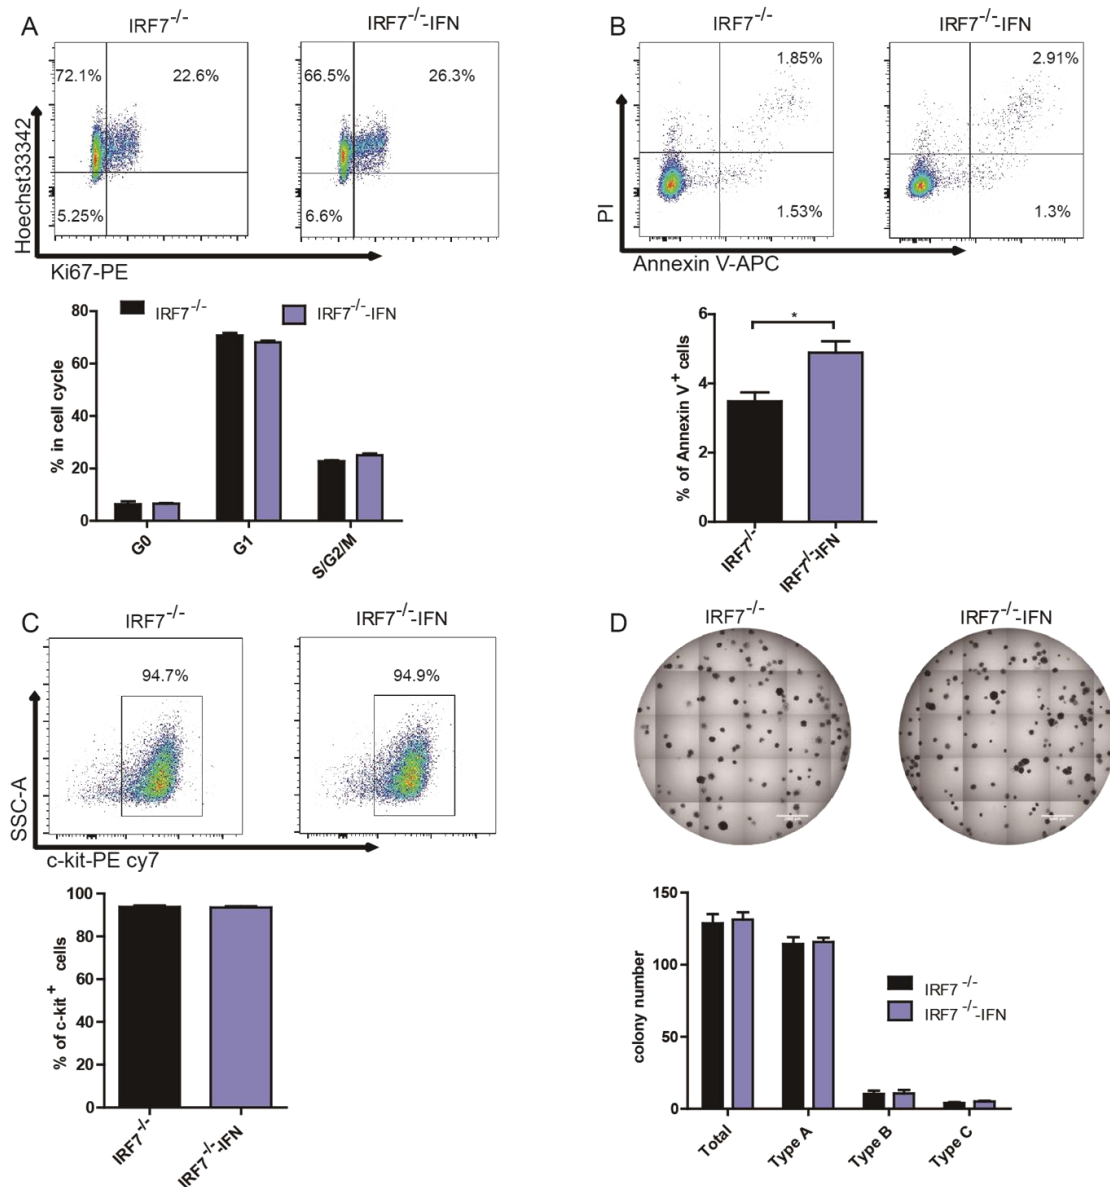 A
IRF7-/-
IRF7-/--IFN
72.1%
22.6%
5.25%
66.5%
26.3%
6.6%
Hoechst33342
Ki67-PE
IRF7-/-
IRF7-/--IFN
80
60
40
20
0
% in cell cycle
G0
G1
S/G2/M
B
IRF7-/-
IRF7-/--IFN
1.85%
1.53%
2.91%
1.3%
PI
Annexin V-APC
*
6
4
2
0
% of Annexin V+ cells
IRF7-/-
IRF7-/--IFN
C
IRF7-/-
IRF7-/--IFN
94.7%
94.9%
SSC-A
c-kit-PE cy7
100
80
60
40
20
0
% of c-kit+ cells
IRF7-/-
IRF7-/--IFN
D
IRF7-/-
IRF7-/--IFN
150
100
50
0
colony number
IRF7-/-
IRF7-/--IFN
Total
Type A
Type B
Type C